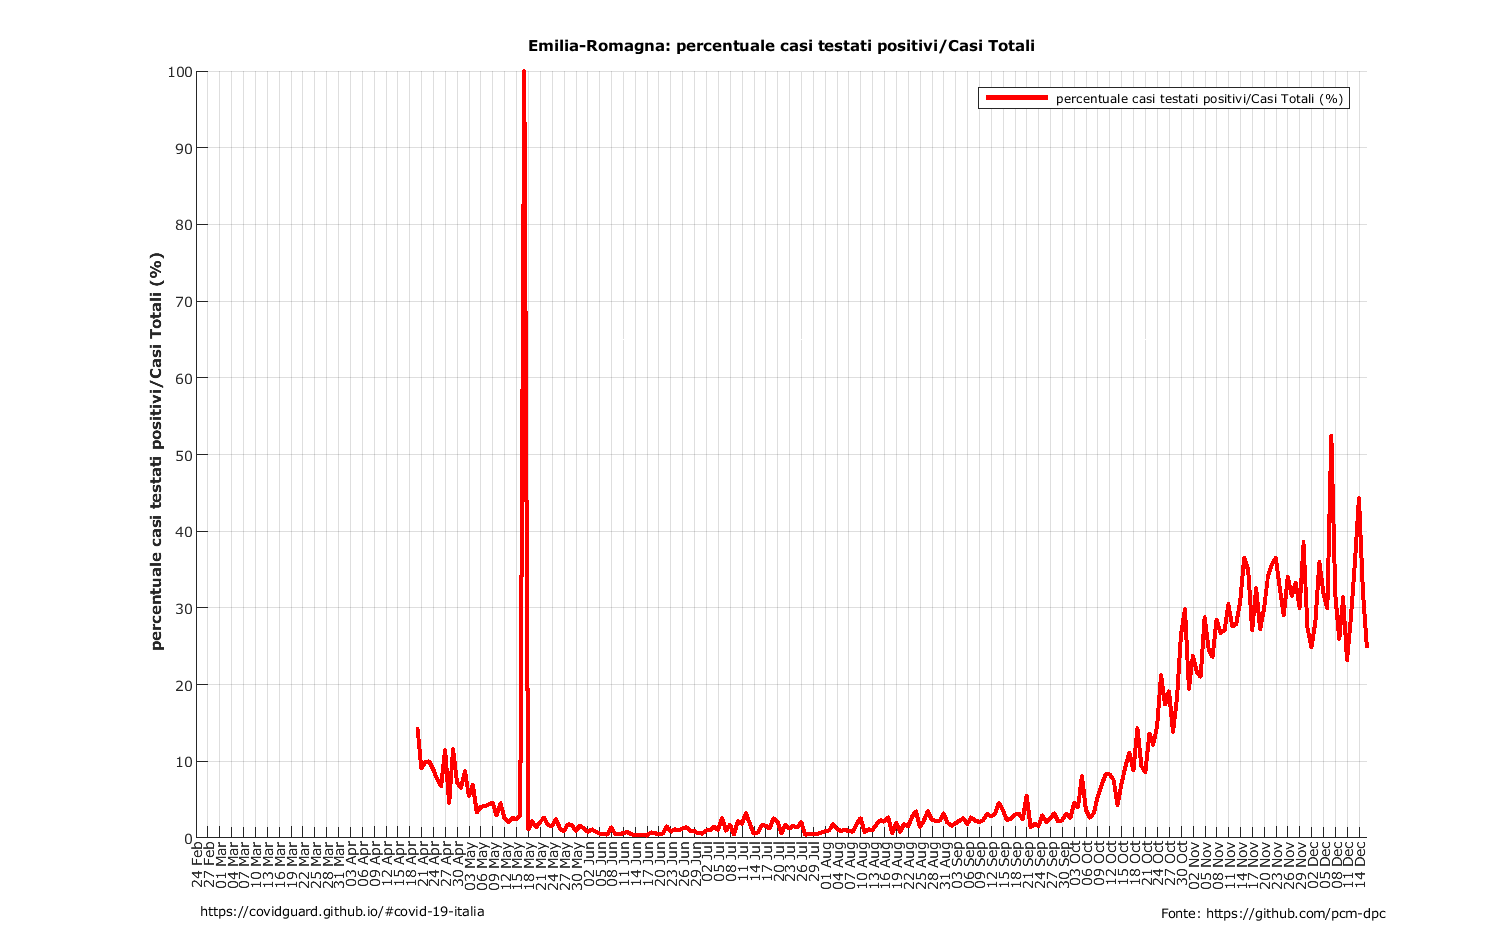 Emilia-Romagna: percentuale casi testati positivi/Casi Totali
percentuale casi testati positivi/Casi Totali (%)
percentuale casi testati positivi/Casi Totali (%)
100
90
80
70
60
50
40
30
20
10
0
24 Feb
27 Feb
01 Mar
04 Mar
07 Mar
10 Mar
13 Mar
16 Mar
19 Mar
22 Mar
25 Mar
28 Mar
31 Mar
03 Apr
06 Apr
09 Apr
12 Apr
15 Apr
18 Apr
21 Apr
24 Apr
27 Apr
30 Apr
03 May
06 May
09 May
12 May
15 May
18 May
21 May
24 May
27 May
30 May
02 Jun
05 Jun
08 Jun
11 Jun
14 Jun
17 Jun
20 Jun
23 Jun
26 Jun
29 Jun
02 Jul
05 Jul
08 Jul
11 Jul
14 Jul
17 Jul
20 Jul
23 Jul
26 Jul
29 Jul
01 Aug
04 Aug
07 Aug
10 Aug
13 Aug
16 Aug
19 Aug
22 Aug
25 Aug
28 Aug
31 Aug
03 Sep
06 Sep
09 Sep
12 Sep
15 Sep
18 Sep
21 Sep
24 Sep
27 Sep
30 Sep
03 Oct
06 Oct
09 Oct
12 Oct
15 Oct
18 Oct
21 Oct
24 Oct
27 Oct
30 Oct
02 Nov
05 Nov
08 Nov
11 Nov
14 Nov
17 Nov
20 Nov
23 Nov
26 Nov
29 Nov
02 Dec
05 Dec
08 Dec
11 Dec
14 Dec
https://covidguard.github.io/#covid-19-italia
Fonte: https://github.com/pcm-dpc